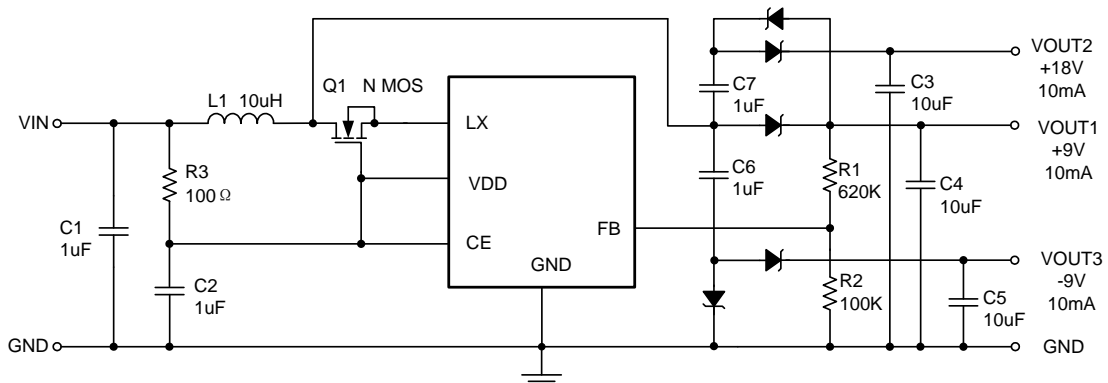 VIN
L1 10uH
Q1 N MOS
LX
VDD
CE
FB
GND
R3
100Ω
C1
1uF
C2
1uF
C7
1uF
C6
1uF
R1
620K
R2
100K
C3
10uF
C4
10uF
C5
10uF
VOUT2
+18V
10mA
VOUT1
+9V
10mA
VOUT3
-9V
10mA
GND
GND